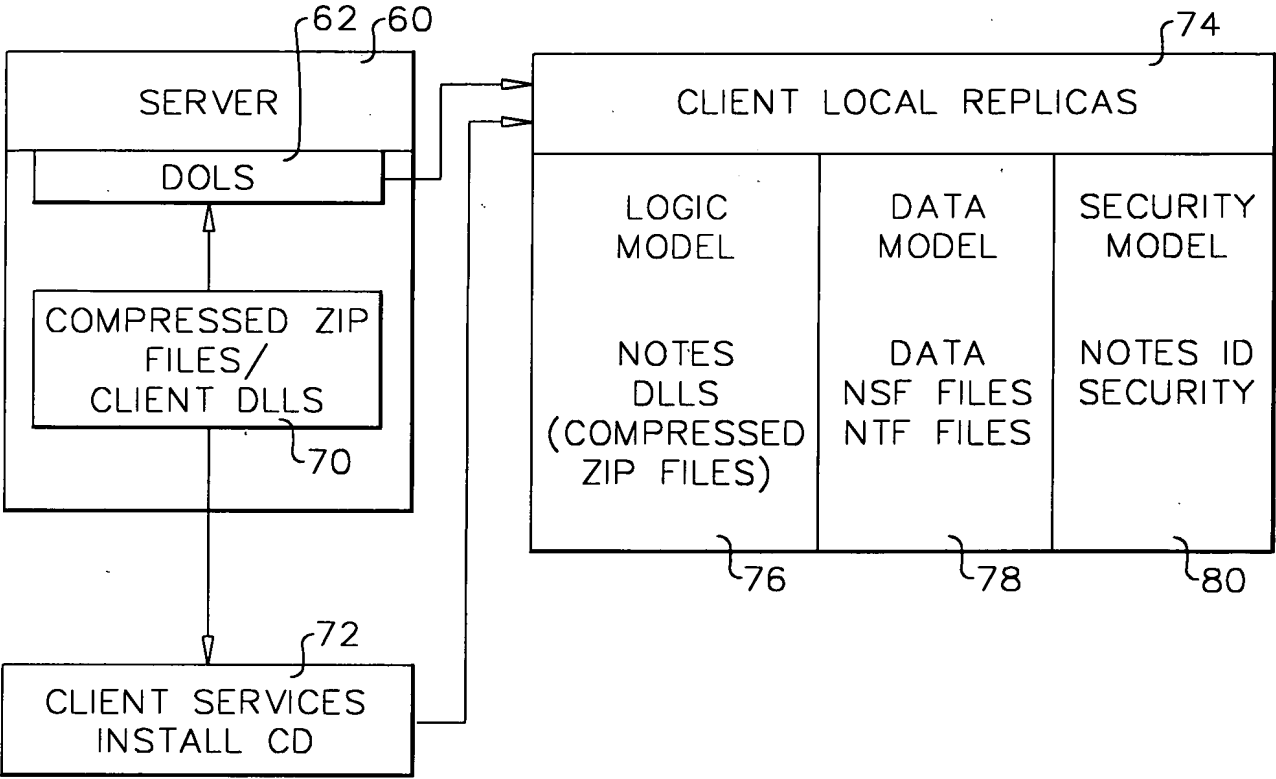 62
60
SERVER
DOLS
COMPRESSED ZIP
FILES/
CLIENT DLLS
70
72
CLIENT SERVICES
INSTALL CD
74
CLIENT LOCAL REPLICAS
LOGIC
MODEL
NOTES
DLLS
(COMPRESSED
ZIP FILES)
76
DATA
MODEL
DATA
NSF FILES
NTF FILES
78
SECURITY
MODEL
NOTES ID
SECURITY
80